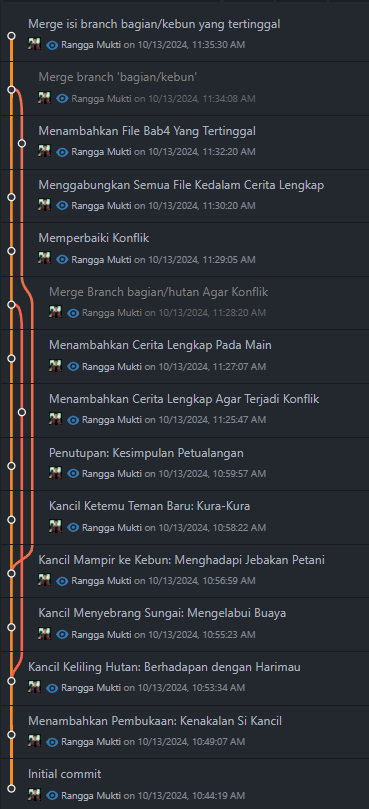 Merge isi branch bagian/kebun yang tertinggal
Rangga Mukti on 10/13/2024, 11:35:30 AM
Merge branch 'bagian/kebun'
Rangga Mukti on 10/13/2024, 11:34:08 AM
Menambahkan File Bab4 Yang Tertinggal
Rangga Mukti on 10/13/2024, 11:32:20 AM
Menggabungkan Semua File Kedalam Cerita Lengkap
Rangga Mukti on 10/13/2024, 11:30:20 AM
Memperbaiki Konflik
Rangga Mukti on 10/13/2024, 11:29:05 AM
Merge Branch bagian/hutan Agar Konflik
Rangga Mukti on 10/13/2024, 11:28:20 AM
Menambahkan Cerita Lengkap Pada Main
Rangga Mukti on 10/13/2024, 11:27:07 AM
Menambahkan Cerita Lengkap Agar Terjadi Konflik
Rangga Mukti on 10/13/2024, 11:25:47 AM
Penutupan: Kesimpulan Petualangan
Rangga Mukti on 10/13/2024, 10:59:57 AM
Kancil Ketemu Teman Baru: Kura-Kura
Rangga Mukti on 10/13/2024, 10:58:22 AM
Kancil Mampir ke Kebun: Menghadapi Jebakan Petani
Rangga Mukti on 10/13/2024, 10:56:59 AM
Kancil Menyebrang Sungai: Mengelabui Buaya
Rangga Mukti on 10/13/2024, 10:55:23 AM
Kancil Keliling Hutan: Berhadapan dengan Harimau
Rangga Mukti on 10/13/2024, 10:53:34 AM
Menambahkan Pembukaan: Kenakalan Si Kancil
Rangga Mukti on 10/13/2024, 10:49:07 AM
Initial commit
Rangga Mukti on 10/13/2024, 10:44:19 AM